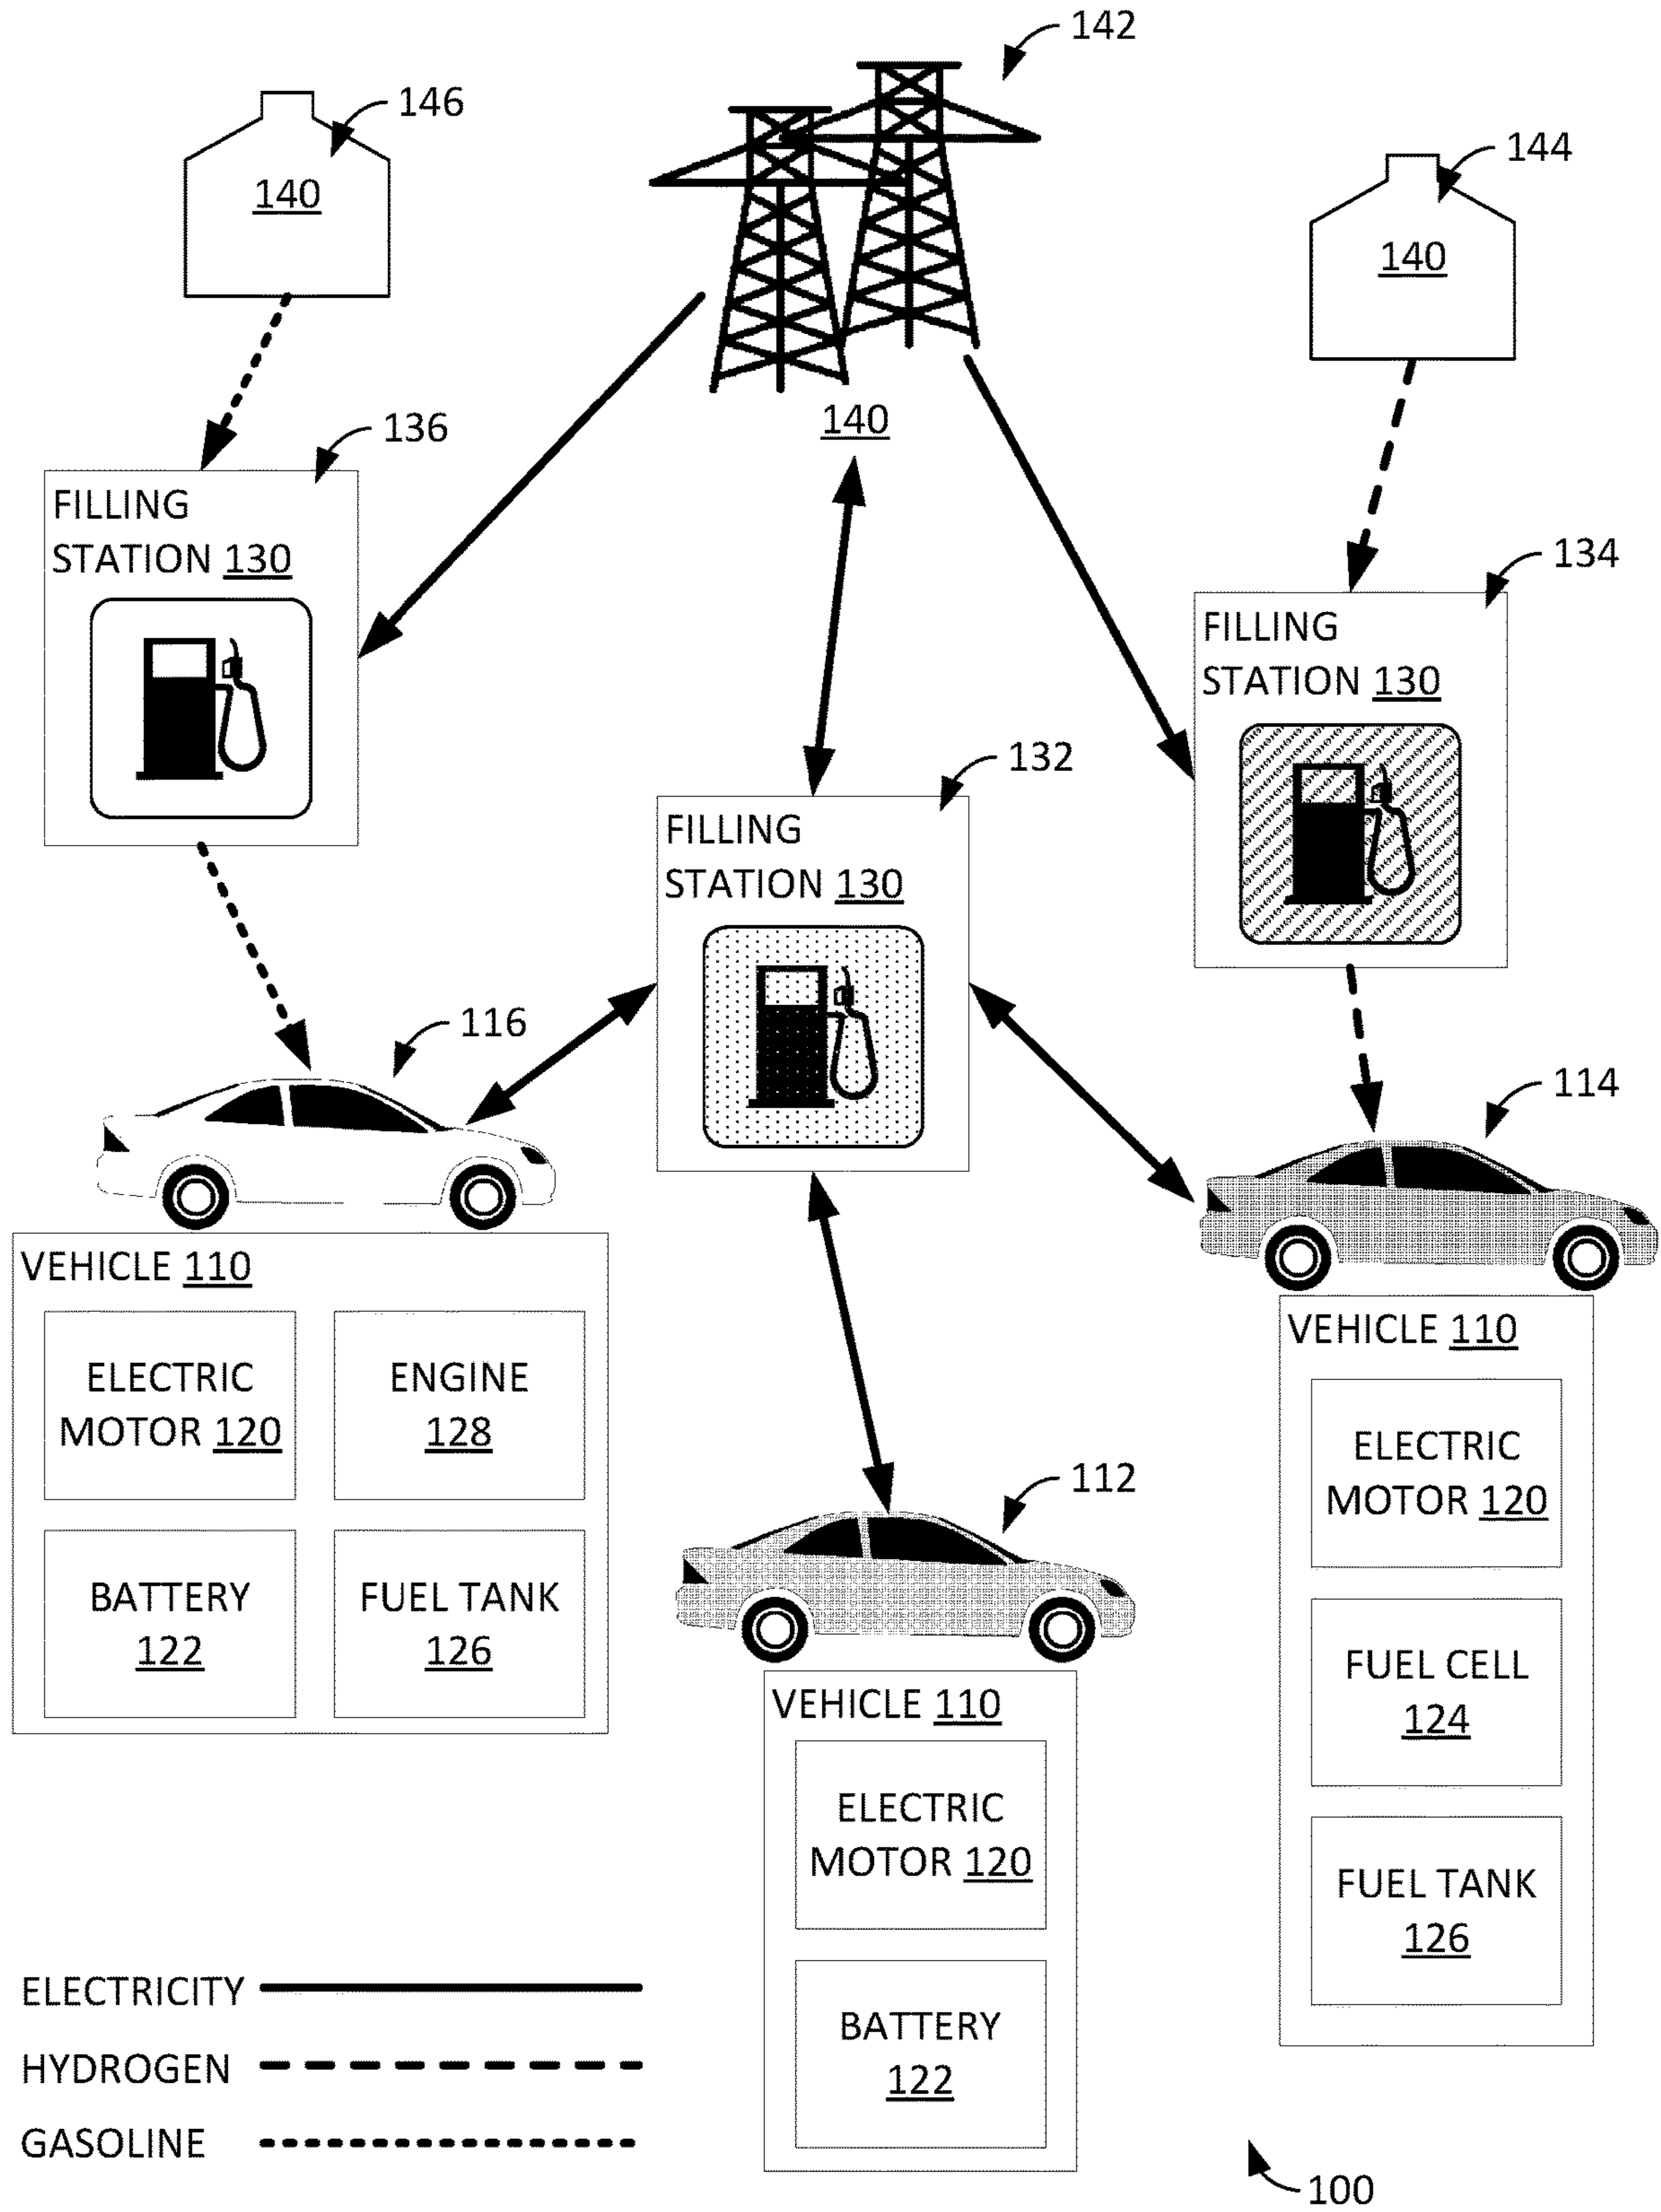 142
146
144
140
140
140
136
FILLING
STATION 130
134
FILLING
STATION 130
132
FILLING
STATION 130
116
114
VEHICLE 110
ELECTRIC
MOTOR 120
ENGINE
128
BATTERY
122
FUEL TANK
126
112
VEHICLE 110
ELECTRIC
MOTOR 120
BATTERY
122
VEHICLE 110
ELECTRIC
MOTOR 120
FUEL CELL
124
FUEL TANK
126
ELECTRICITY
HYDROGEN
GASOLINE
100